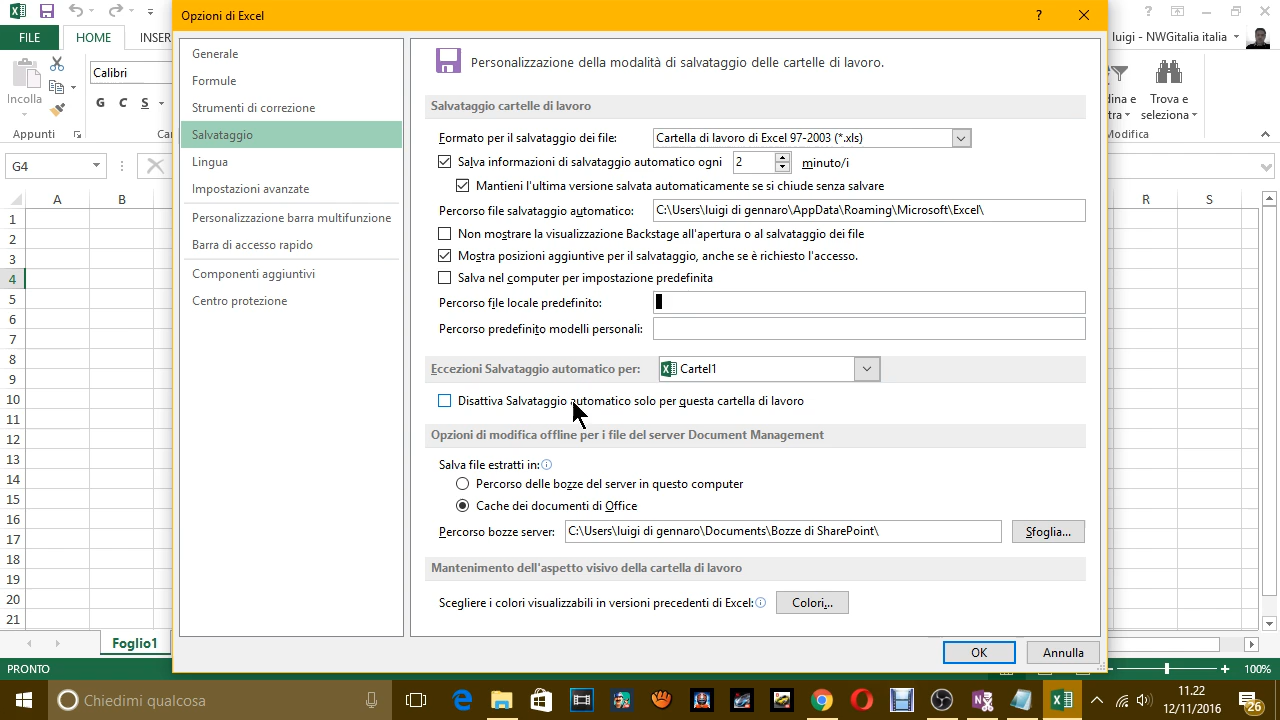 Opzioni di Excel
?
FILE
HOME
INSER
luigi - NWGitalia italia
Incolla
Calibri
G C S
Appunti
Car
dina e
tra
Trova e
seleziona
Modifica
G4
A B R S
1
2
3
4
5
6
7
8
9
10
11
12
13
14
15
16
17
18
19
20
21
Generale
Formule
Strumenti di correzione
Salvataggio
Lingua
Impostazioni avanzate
Personalizzazione barra multifunzione
Barra di accesso rapido
Componenti aggiuntivi
Centro protezione
Personalizzazione della modalità di salvataggio delle cartelle di lavoro.
Salvataggio cartelle di lavoro
Formato per il salvataggio dei file: Cartella di lavoro di Excel 97-2003 (*.xls)
Salva informazioni di salvataggio automatico ogni 2 minuto/i
Mantieni l'ultima versione salvata automaticamente se si chiude senza salvare
Percorso file salvataggio automatico: C:\Users\luigi di gennaro\AppData\Roaming\Microsoft\Excel\
Non mostrare la visualizzazione Backstage all'apertura o al salvataggio dei file
Mostra posizioni aggiuntive per il salvataggio, anche se è richiesto l'accesso.
Salva nel computer per impostazione predefinita
Percorso file locale predefinito:
Percorso predefinito modelli personali:
Eccezioni Salvataggio automatico per: Cartel1
Disattiva Salvataggio automatico solo per questa cartella di lavoro
Opzioni di modifica offline per i file del server Document Management
Salva file estratti in:
Percorso delle bozze del server in questo computer
Cache dei documenti di Office
Percorso bozze server: C:\Users\luigi di gennaro\Documents\Bozze di SharePoint\ Sfoglia...
Mantenimento dell'aspetto visivo della cartella di lavoro
Scegliere i colori visualizzabili in versioni precedenti di Excel: Colori...
OK Annulla
Foglio1
PRONTO
100%
Chiedimi qualcosa
11.22
12/11/2016
26